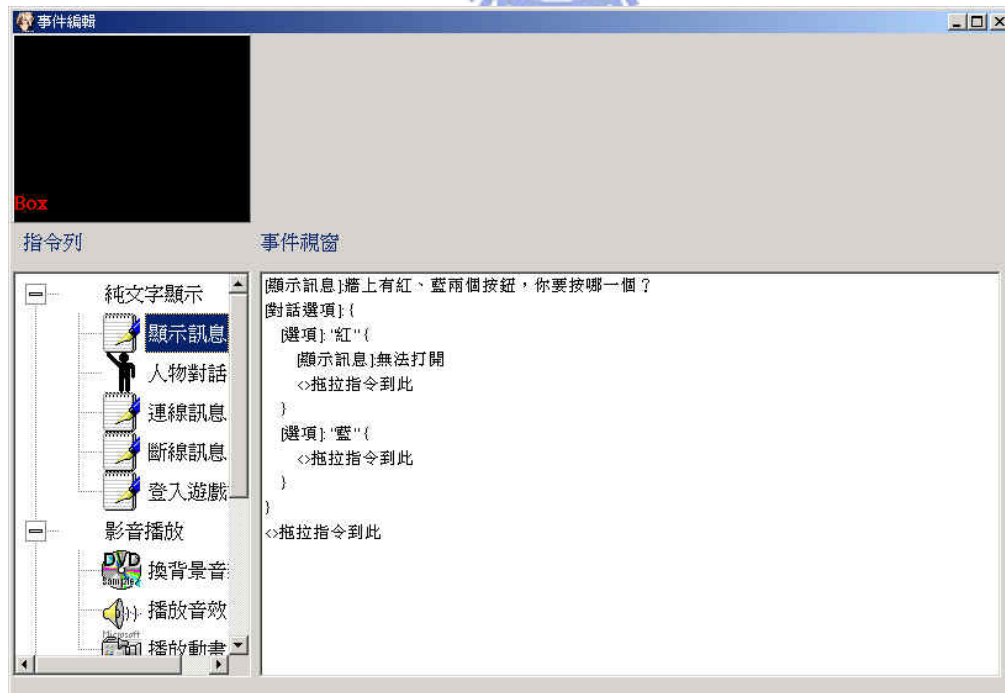 事件編輯
Box
指令列
事件視窗
純文字顯示
顯示訊息
人物對話
連線訊息
斷線訊息
登入遊戲
影音播放
DVD
Sample
換背景音
播放音效
Microsoft
播放動畫
[顯示訊息]:牆上有紅、藍兩個按鈕，你要按哪一個？
[對話選項]: {
[選項]: "紅" {
[顯示訊息]:無法打開
<>拖拉指令到此
}
[選項]: "藍" {
<>拖拉指令到此
}
}
<>拖拉指令到此